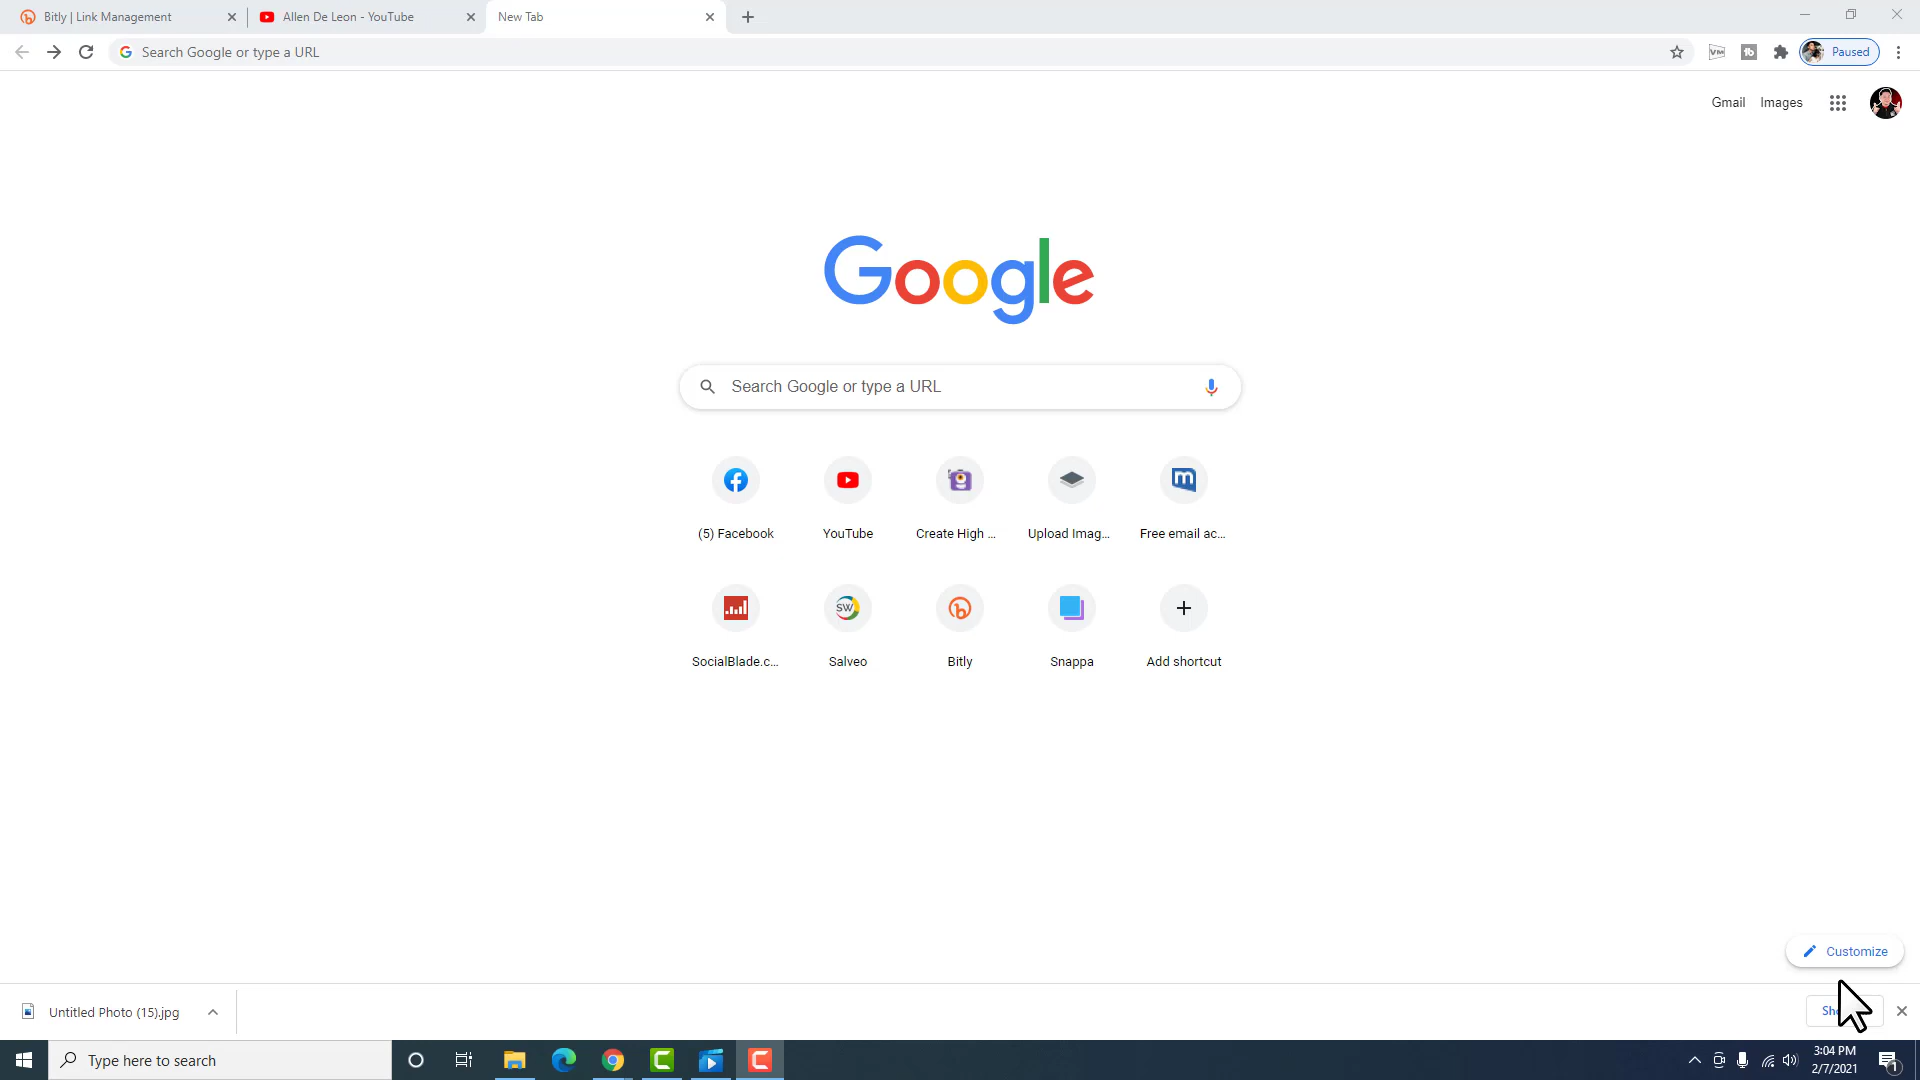 Bitly | Link Management
Allen De Leon - YouTube
New Tab
Search Google or type a URL
Paused
Gmail Images
Google
Search Google or type a URL
(5) Facebook YouTube Create High ... Upload Imag... Free email ac...
SocialBlade.c... Salveo Bitly Snappa Add shortcut
Customize
Untitled Photo (15).jpg
Type here to search
3:04 PM
2/7/2021
1